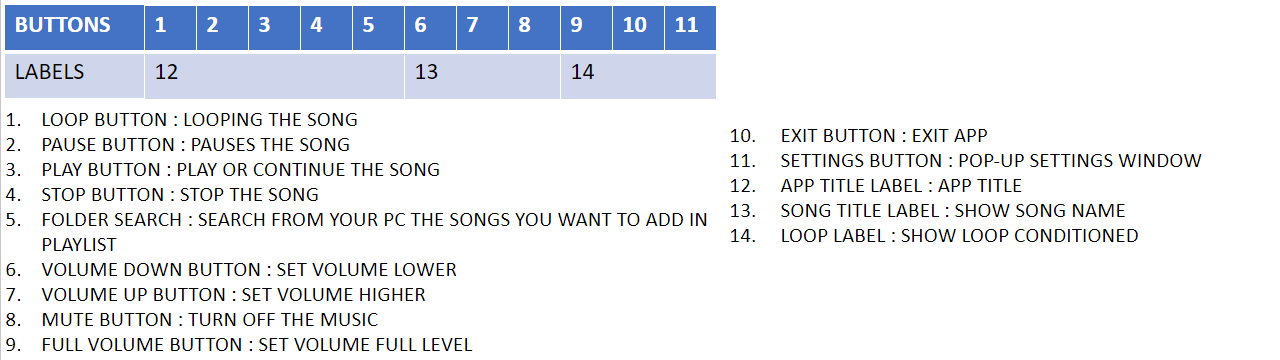 BUTTONS 1 2 3 4 5 6 7 8 9 10 11
LABELS 12 13 14
1. LOOP BUTTON : LOOPING THE SONG
2. PAUSE BUTTON : PAUSES THE SONG
3. PLAY BUTTON : PLAY OR CONTINUE THE SONG
4. STOP BUTTON : STOP THE SONG
5. FOLDER SEARCH : SEARCH FROM YOUR PC THE SONGS YOU WANT TO ADD IN
PLAYLIST
6. VOLUME DOWN BUTTON : SET VOLUME LOWER
7. VOLUME UP BUTTON : SET VOLUME HIGHER
8. MUTE BUTTON : TURN OFF THE MUSIC
9. FULL VOLUME BUTTON : SET VOLUME FULL LEVEL
10. EXIT BUTTON : EXIT APP
11. SETTINGS BUTTON : POP-UP SETTINGS WINDOW
12. APP TITLE LABEL : APP TITLE
13. SONG TITLE LABEL : SHOW SONG NAME
14. LOOP LABEL : SHOW LOOP CONDITIONED